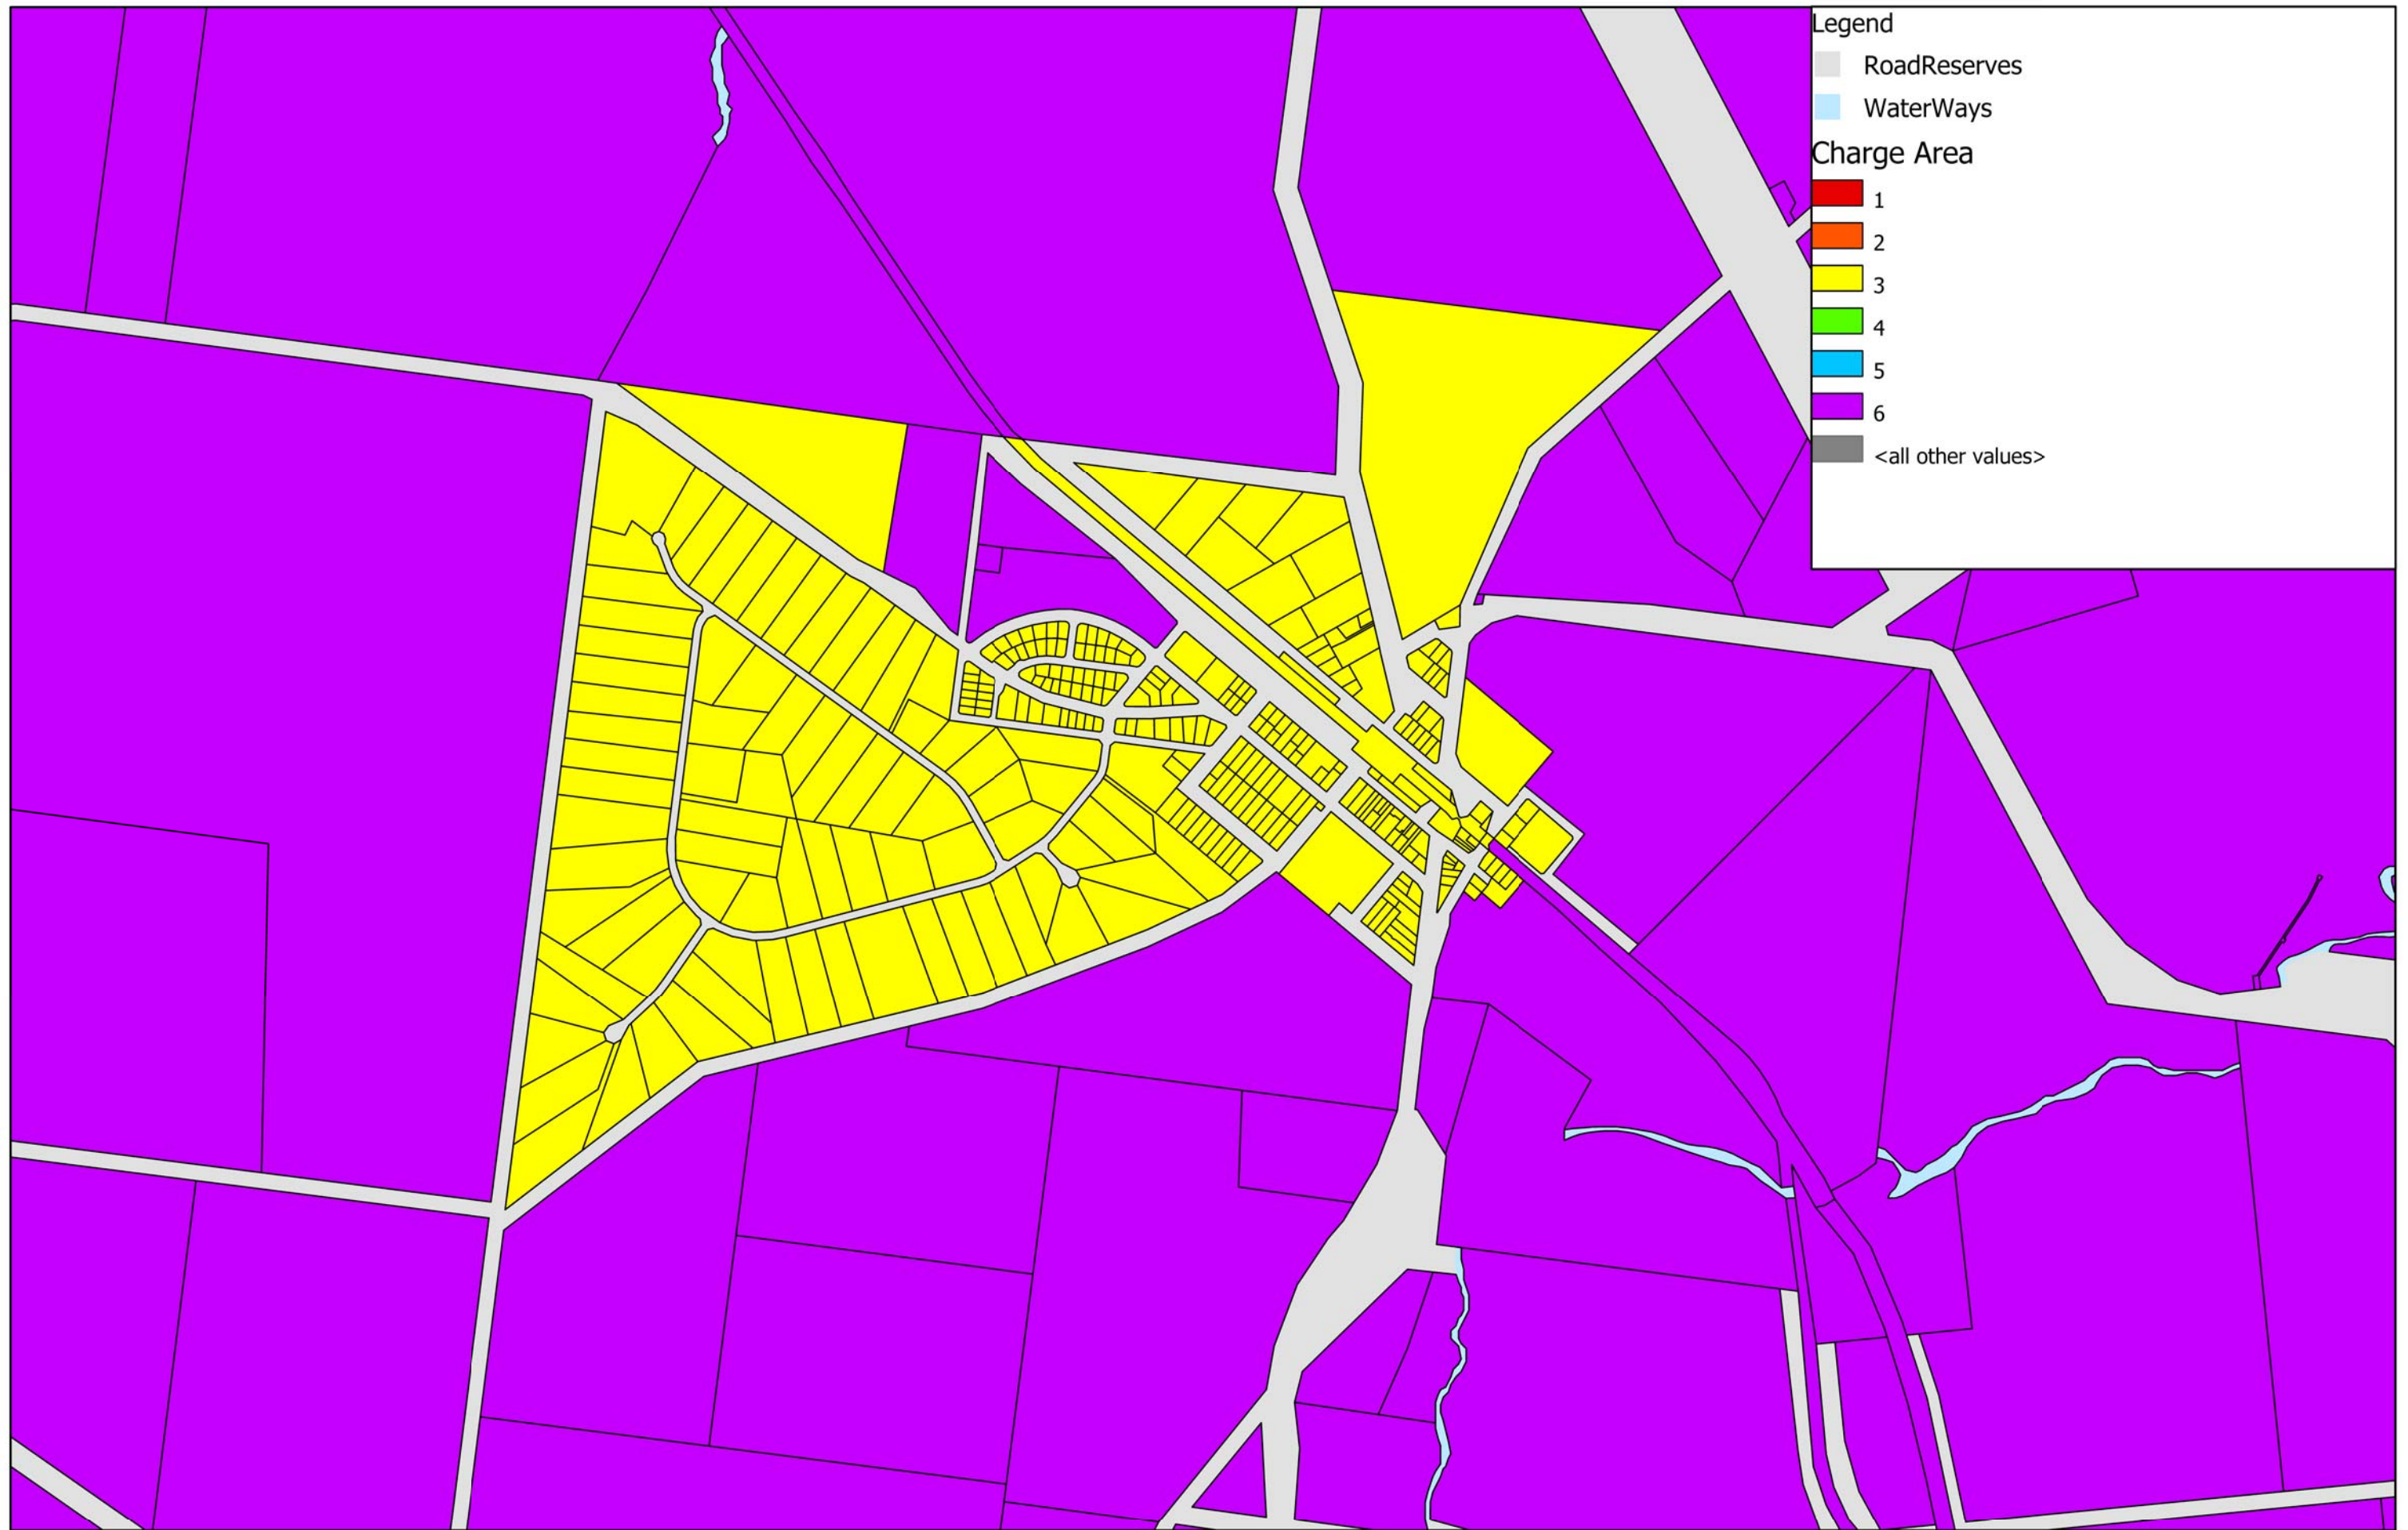 Legend
RoadReserves
WaterWays
Charge Area
1
2
3
4
5
6
<all other values>